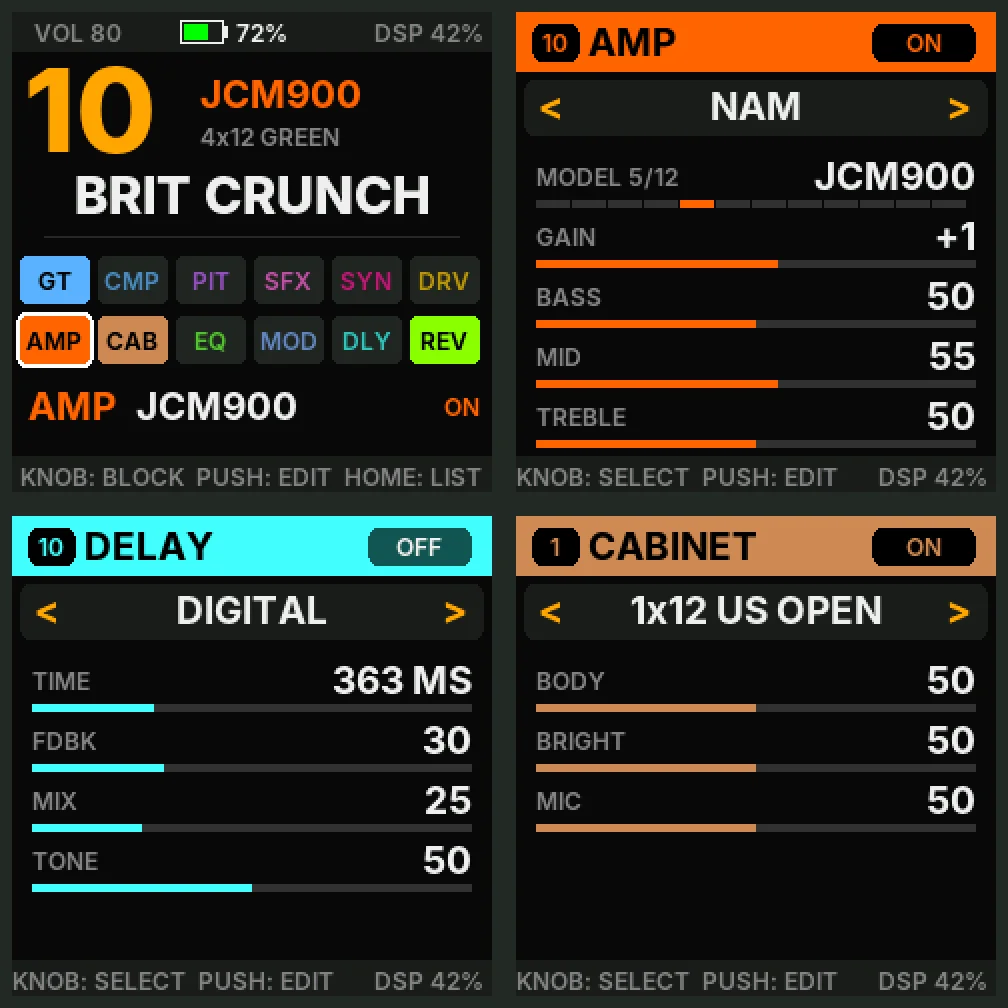 VOL 80 72% DSP 42%
10 JCM900
4x12 GREEN
BRIT CRUNCH
GT CMP PIT SFX SYN DRV
AMP CAB EQ MOD DLY REV
AMP JCM900 ON
KNOB: BLOCK PUSH: EDIT HOME: LIST
10 AMP ON
< NAM >
MODEL 5/12 JCM900
GAIN +1
BASS 50
MID 55
TREBLE 50
KNOB: SELECT PUSH: EDIT DSP 42%
10 DELAY OFF
< DIGITAL >
TIME 363 MS
FDBK 30
MIX 25
TONE 50
KNOB: SELECT PUSH: EDIT DSP 42%
1 CABINET ON
< 1x12 US OPEN >
BODY 50
BRIGHT 50
MIC 50
KNOB: SELECT PUSH: EDIT DSP 42%